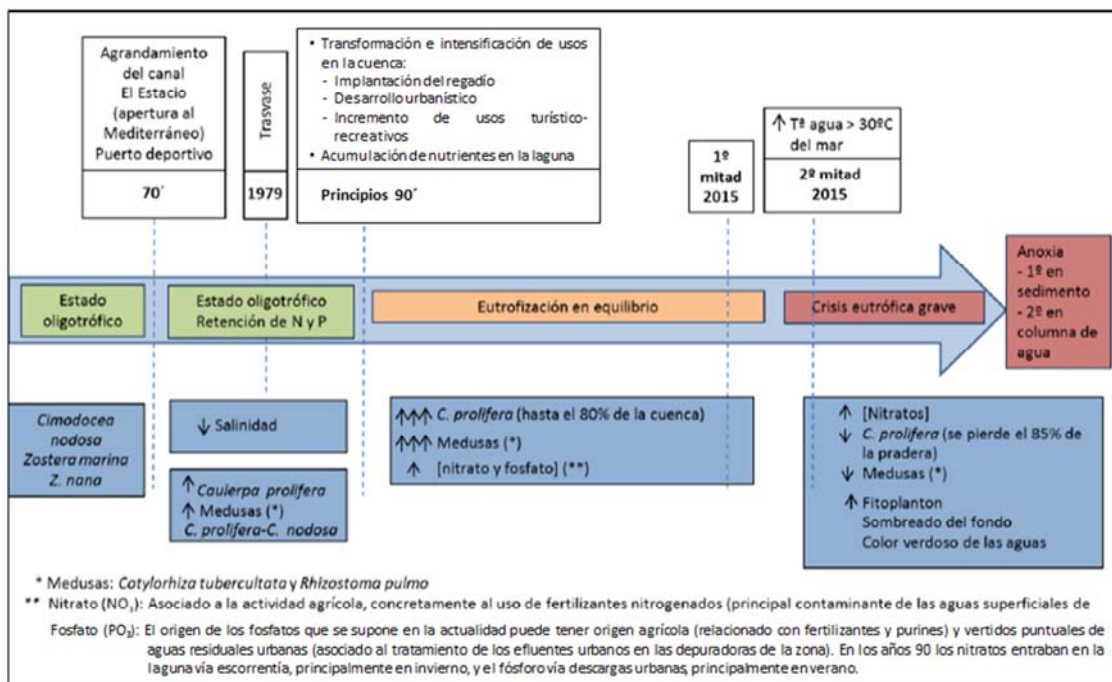 Agrandamiento
del canal
El Estacio
(apertura al
Mediterráneo)
Puerto deportivo
70´
Trasvase
1979
• Transformación e intensificación de usos
en la cuenca:
- Implantación del regadío
- Desarrollo urbanístico
- Incremento de usos turístico-
recreativos
• Acumulación de nutrientes en la laguna
Principios 90´
1º
mitad
2015
↑ Tª agua > 30ºC
del mar
2º mitad
2015
Estado
oligotrófico
Estado oligotrófico
Retención de N y P
Eutrofización en equilibrio
Crisis eutrófica grave
Anoxia
- 1º en
sedimento
- 2º en
columna de
agua
Cimodocea
nodosa
Zostera marina
Z. nana
↓ Salinidad
↑ Caulerpa prolifera
↑ Medusas (*)
C. prolifera-C. nodosa
↑↑↑ C. prolifera (hasta el 80% de la cuenca)
↑↑↑ Medusas (*)
↑ [nitrato y fosfato] (**)
↑ [Nitratos]
↓ C. prolifera (se pierde el 85% de
la pradera)
↓ Medusas (*)
↑ Fitoplanton
Sombreado del fondo
Color verdoso de las aguas
* Medusas: Cotylorhiza tubercultata y Rhizostoma pulmo
** Nitrato (NO3): Asociado a la actividad agrícola, concretamente al uso de fertilizantes nitrogenados (principal contaminante de las aguas superficiales de
Fosfato (PO3): El origen de los fosfatos que se supone en la actualidad puede tener origen agrícola (relacionado con fertilizantes y purines) y vertidos puntuales de
aguas residuales urbanas (asociado al tratamiento de los efluentes urbanos en las depuradoras de la zona). En los años 90 los nitratos entraban en la
laguna vía escorrentía, principalmente en invierno, y el fósforo vía descargas urbanas, principalmente en verano.